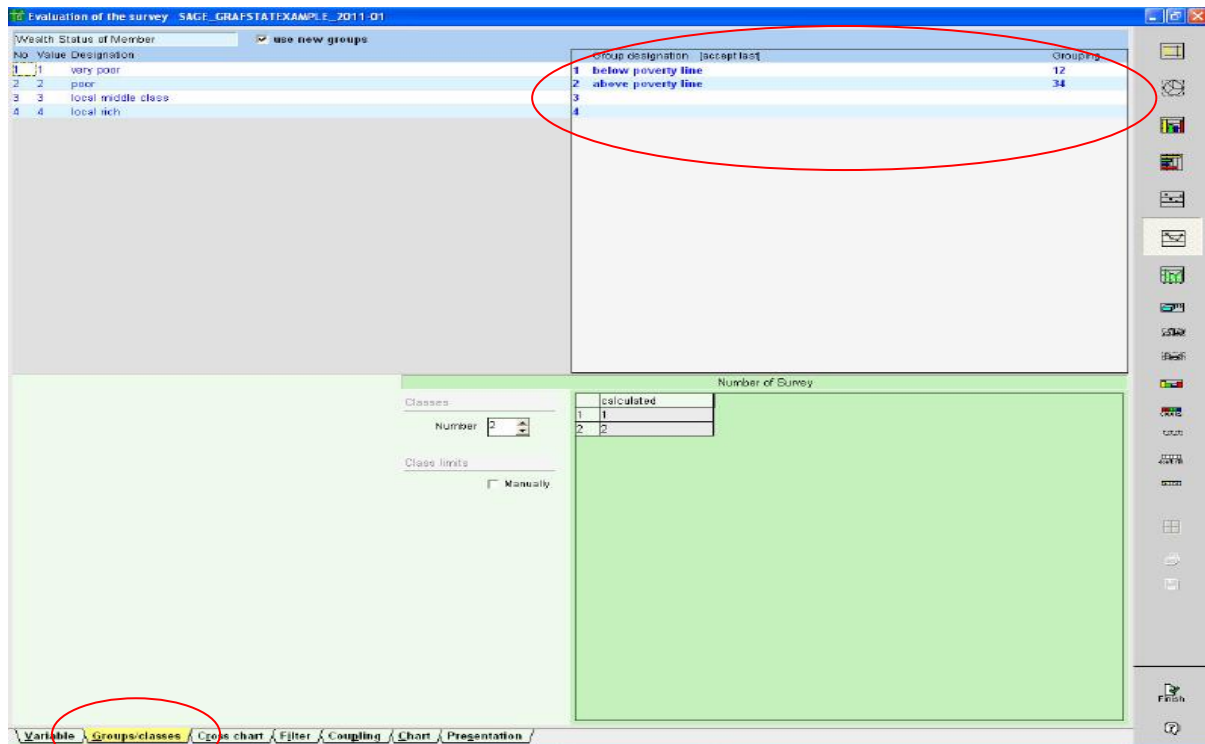 Evaluation of the survey SAGE_GRAFSTATEXAMPLE_2011-01
Wealth Status of Member use new groups
No Value Designation
1 1 very poor
2 2 poor
3 3 local middle class
4 4 local rich
Group designation [accept last] Grouping
1 below poverty line 12
2 above poverty line 34
3
4
Number of Survey
Classes
Number 2
Class limits
Manually
calculated
1 1
2 2
Finish
Variable Groups/classes Cross chart Filter Coupling Chart Presentation